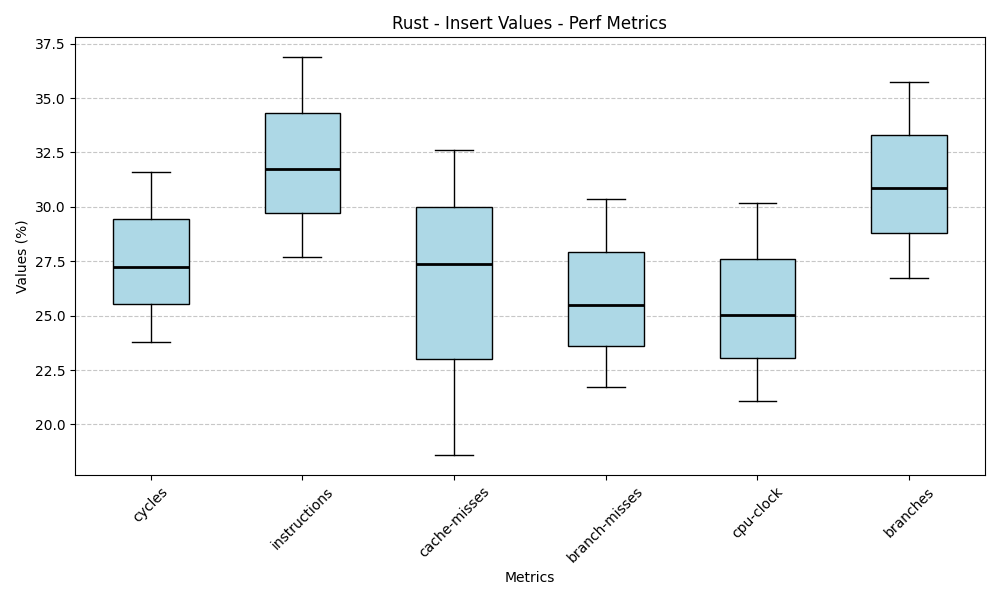 Rust - Insert Values - Perf Metrics
Values (%)
37.5
35.0
32.5
30.0
27.5
25.0
22.5
20.0
cycles
instructions
cache-misses
branch-misses
cpu-clock
branches
Metrics